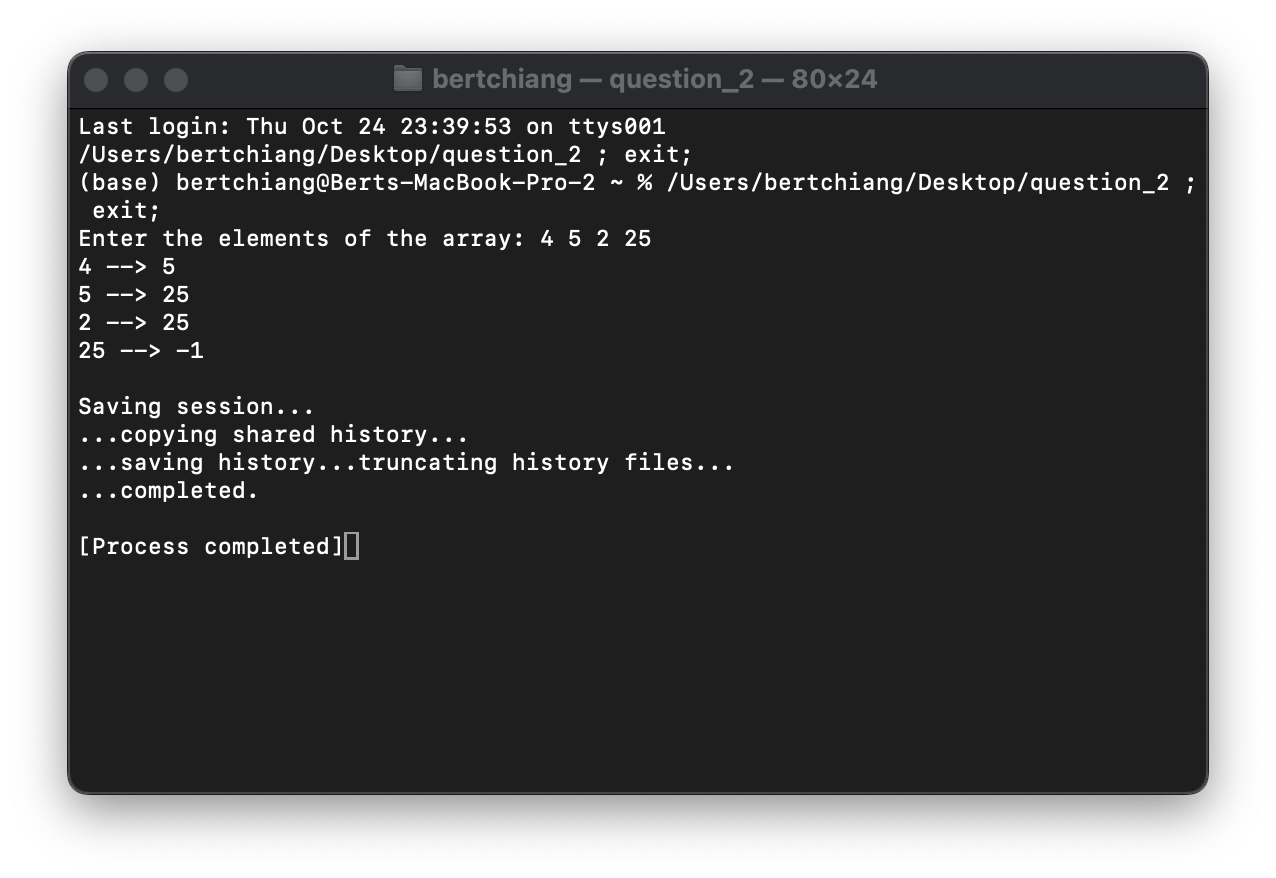 bertchiang — question_2 — 80×24
Last login: Thu Oct 24 23:39:53 on ttys001
/Users/bertchiang/Desktop/question_2 ; exit;
(base) bertchiang@Berts-MacBook-Pro-2 ~ % /Users/bertchiang/Desktop/question_2 ;
 exit;
Enter the elements of the array: 4 5 2 25
4 --> 5
5 --> 25
2 --> 25
25 --> -1

Saving session...
...copying shared history...
...saving history...truncating history files...
...completed.

[Process completed]